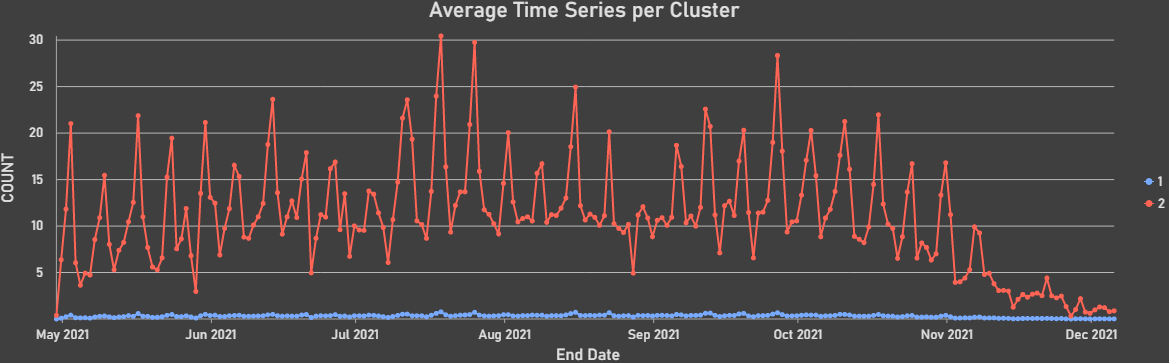 Average Time Series per Cluster
30
25
20
15
10
5
COUNT
1
2
May 2021
Jun 2021
Jul 2021
Aug 2021
Sep 2021
Oct 2021
Nov 2021
Dec 2021
End Date